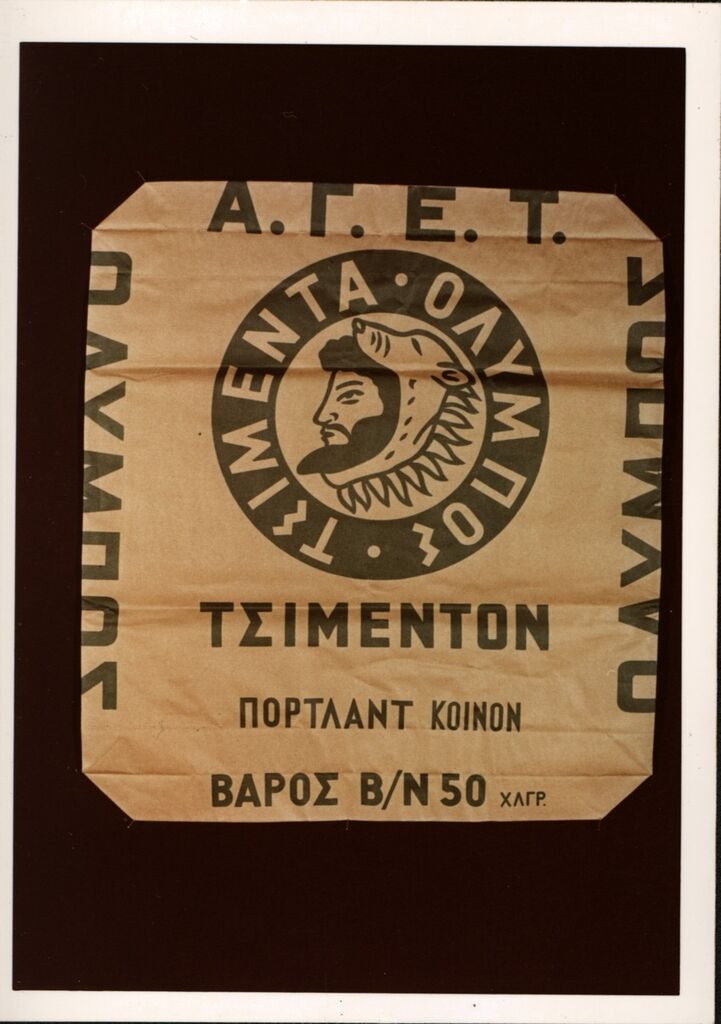 Α.Γ.Ε.Τ.
ΟΛΥΜΠΟΣ
ΤΣΙΜΕΝΤΑ · ΟΛΥΜΠΟΣ ·
ΟΛΥΜΠΟΣ
ΤΣΙΜΕΝΤΟΝ
ΠΟΡΤΛΑΝΤ ΚΟΙΝΟΝ
ΒΑΡΟΣ Β/Ν 50 ΧΛΓΡ.